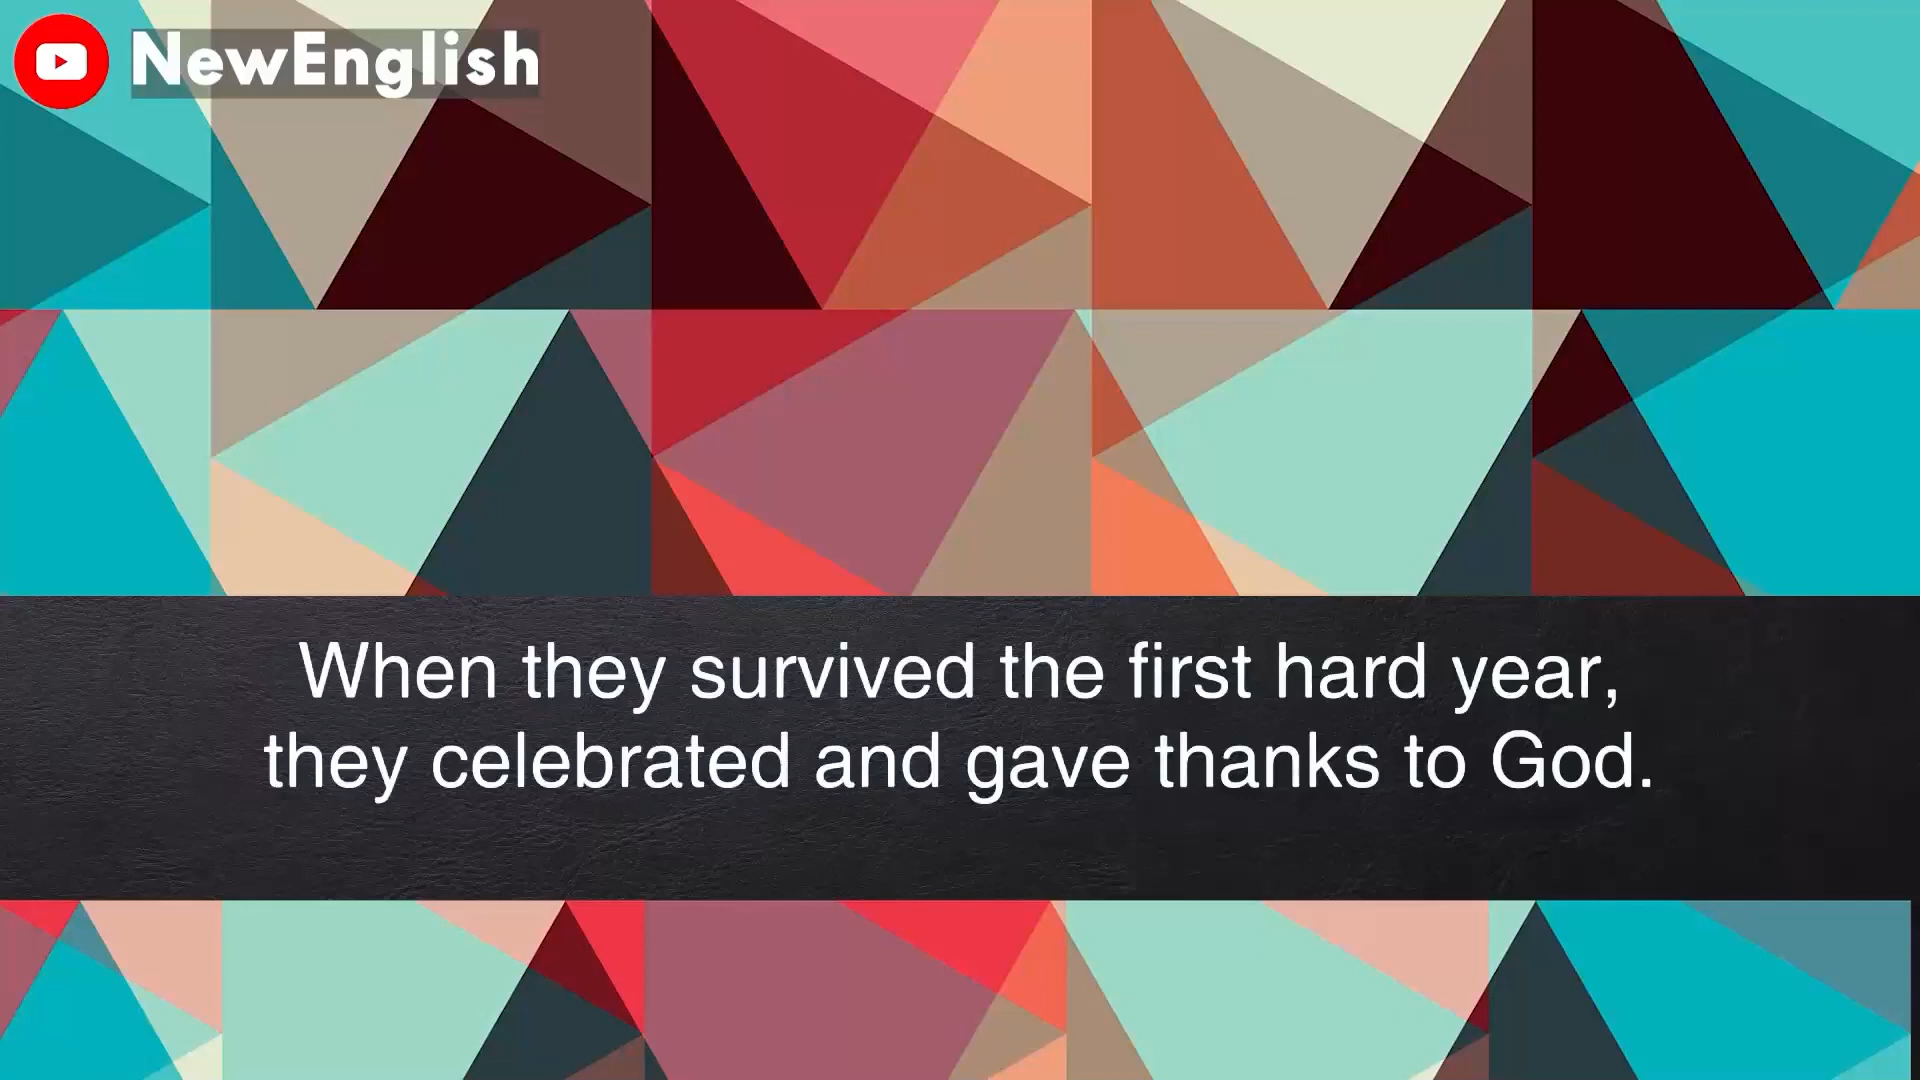 NewEnglish
When they survived the first hard year,
they celebrated and gave thanks to God.